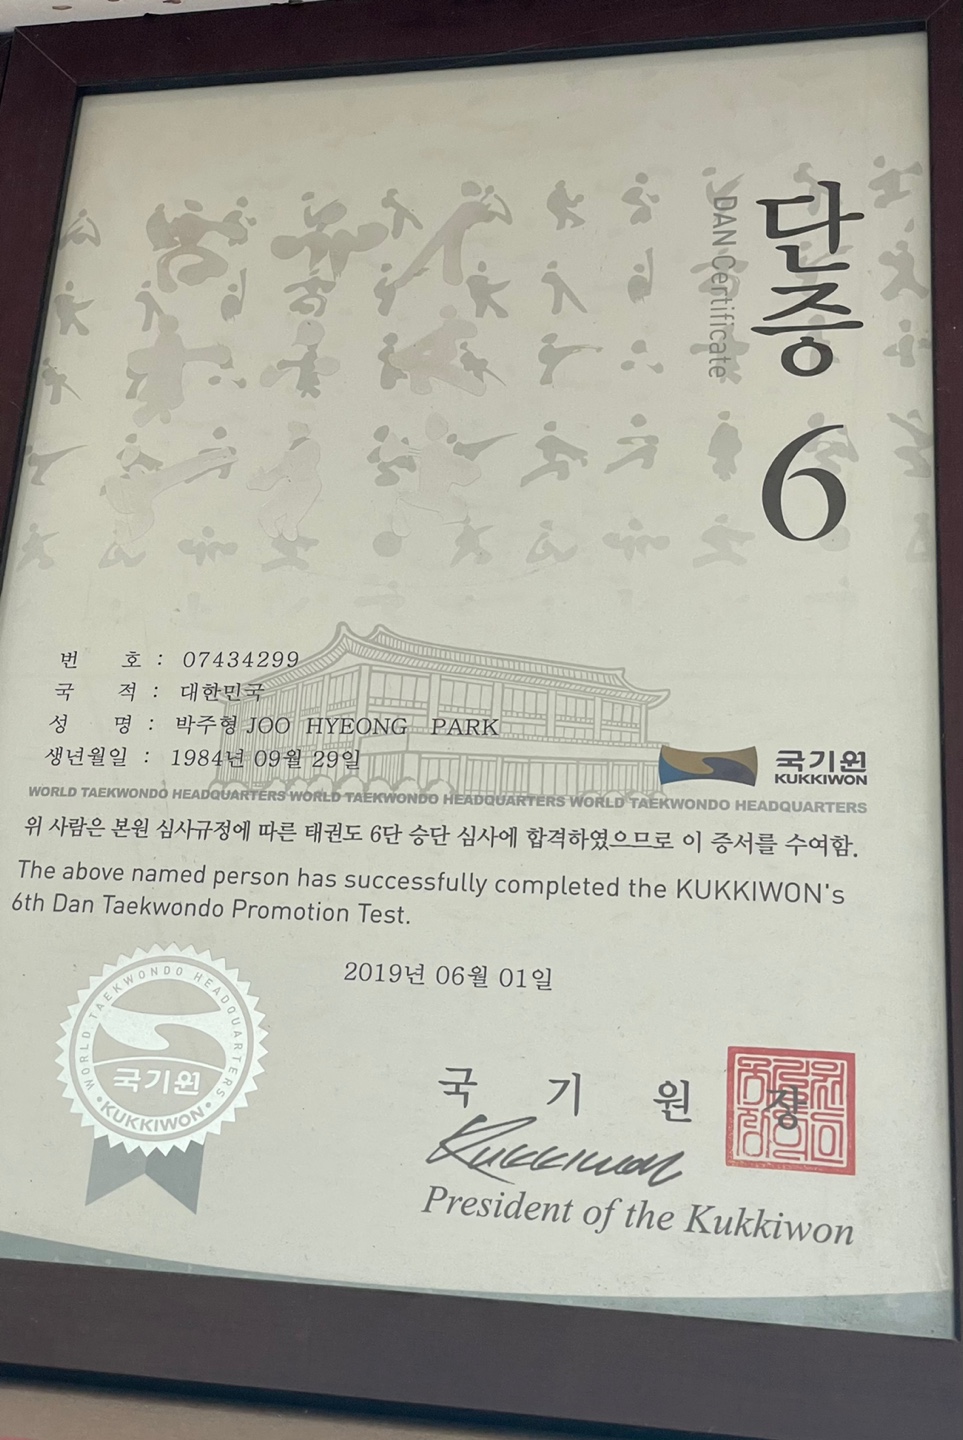 단증 6
DAN Certificate
번 호 : 07434299
국 적 : 대한민국
성 명 : 박주형 JOO HYEONG PARK
생년월일 : 1984년 09월 29일
국기원
KUKKIWON
WORLD TAEKWONDO HEADQUARTERS WORLD TAEKWONDO HEADQUARTERS WORLD TAEKWONDO HEADQUARTERS
위 사람은 본원 심사규정에 따른 태권도 6단 승단 심사에 합격하였으므로 이 증서를 수여함.
The above named person has successfully completed the KUKKIWON's
6th Dan Taekwondo Promotion Test.
2019년 06월 01일
WORLD TAEKWONDO HEADQUARTERS
국기원
•KUKKIWON•
국 기 원 장
Kukkiwon
President of the Kukkiwon